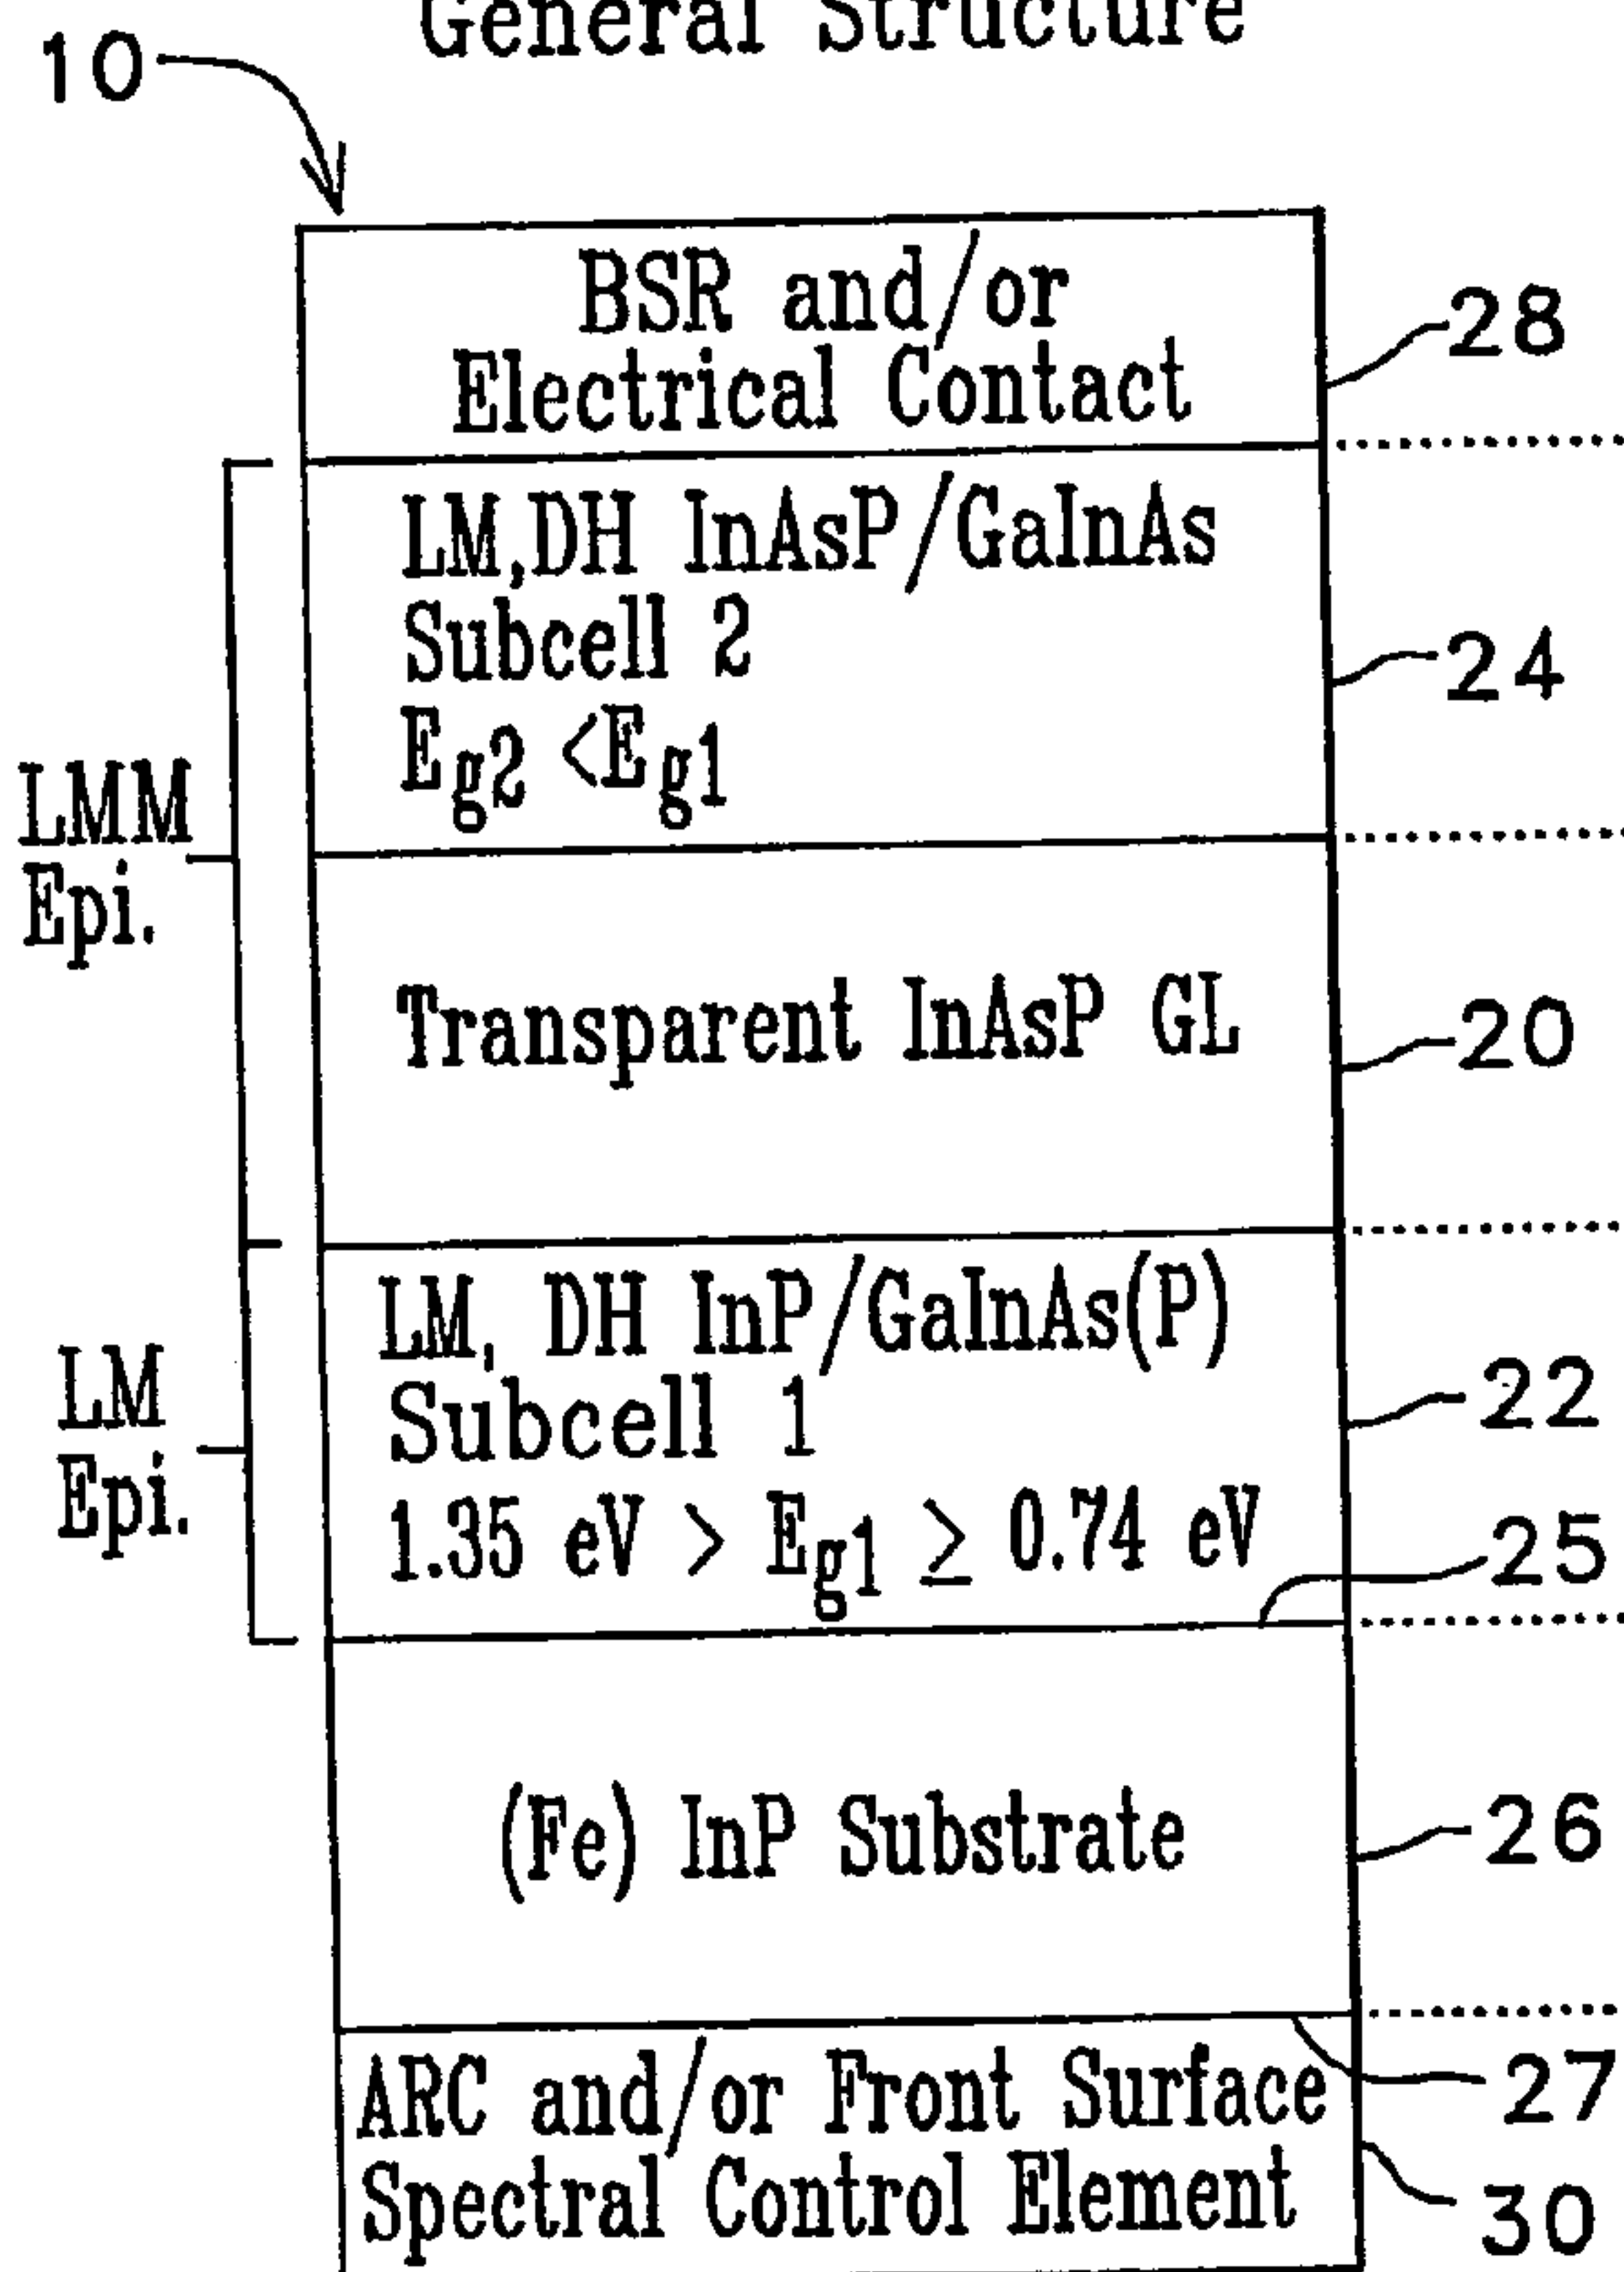 General Structure
10
BSR and/or
Electrical Contact
28
LM,DH InAsP/GaInAs
Subcell 2
Eg2 <Eg1
24
LMM
Epi.
Transparent InAsP GL
20
LM, DH InP/GaInAs(P)
Subcell 1
1.35 eV > Eg1 ≥ 0.74 eV
22
LM
Epi.
25
(Fe) InP Substrate
26
27
ARC and/or Front Surface
Spectral Control Element
30